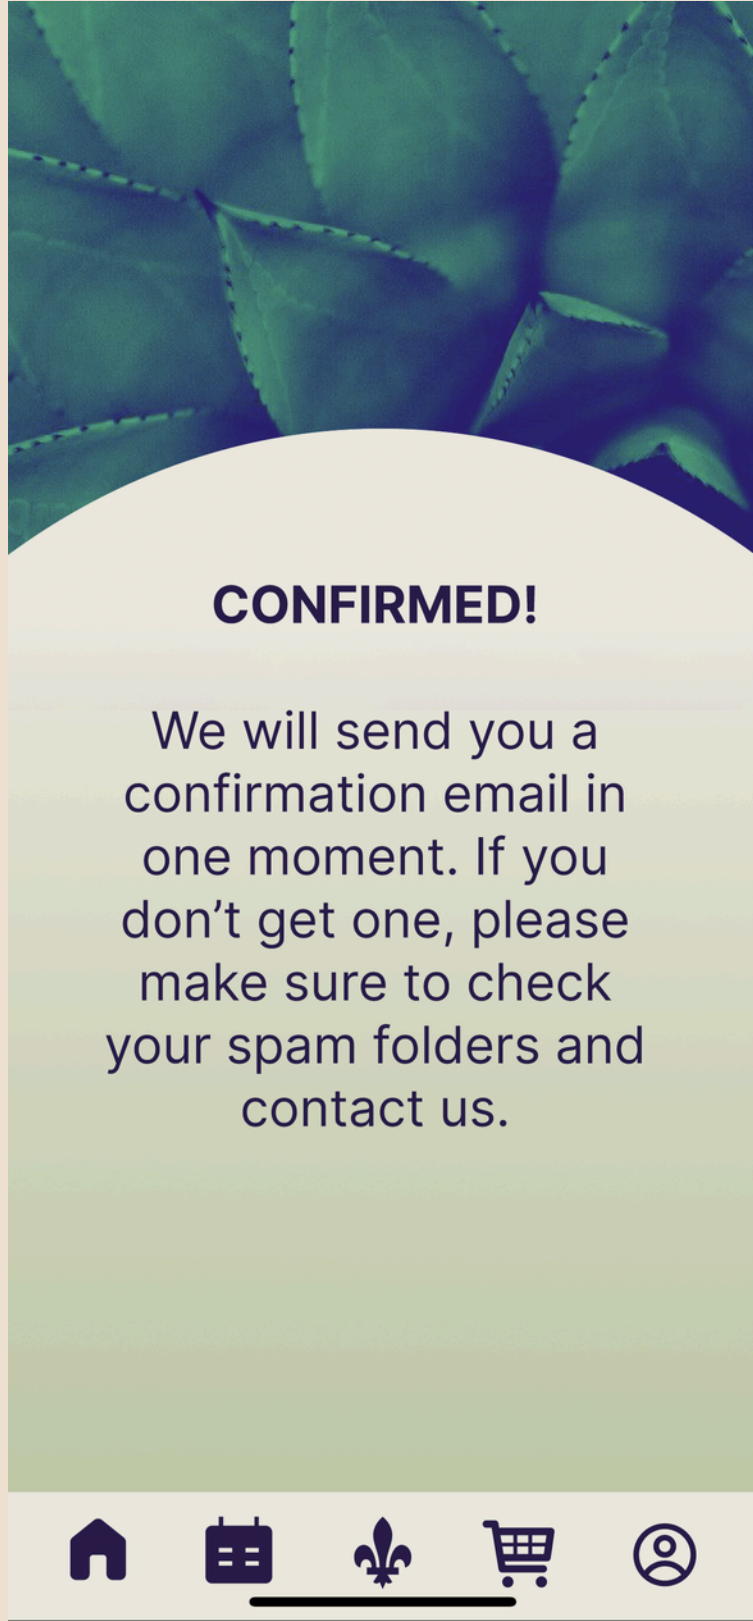 CONFIRMED!
We will send you a
confirmation email in
one moment. If you
don’t get one, please
make sure to check
your spam folders and
contact us.